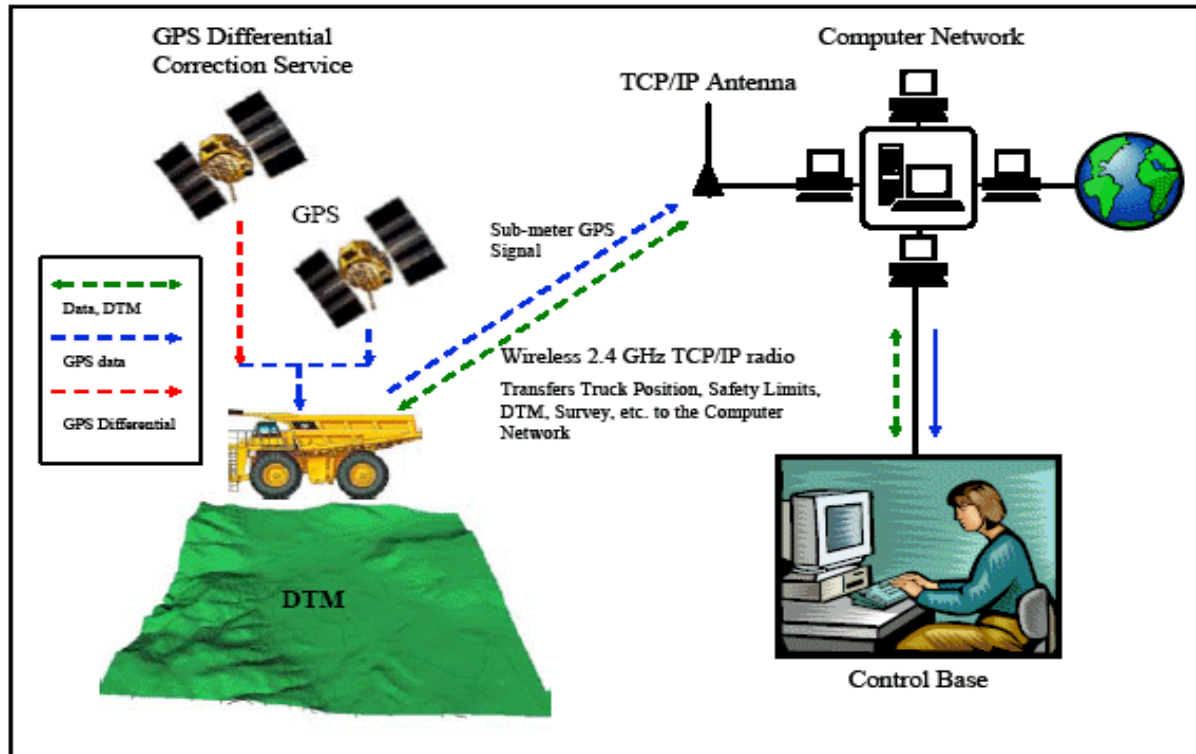 GPS Differential
Correction Service
Computer Network
TCP/IP Antenna
GPS
Sub-meter GPS
Signal
Data, DTM
GPS data
GPS Differential
Wireless 2.4 GHz TCP/IP radio
Transfers Truck Position, Safety Limits,
DTM, Survey, etc. to the Computer
Network
DTM
Control Base